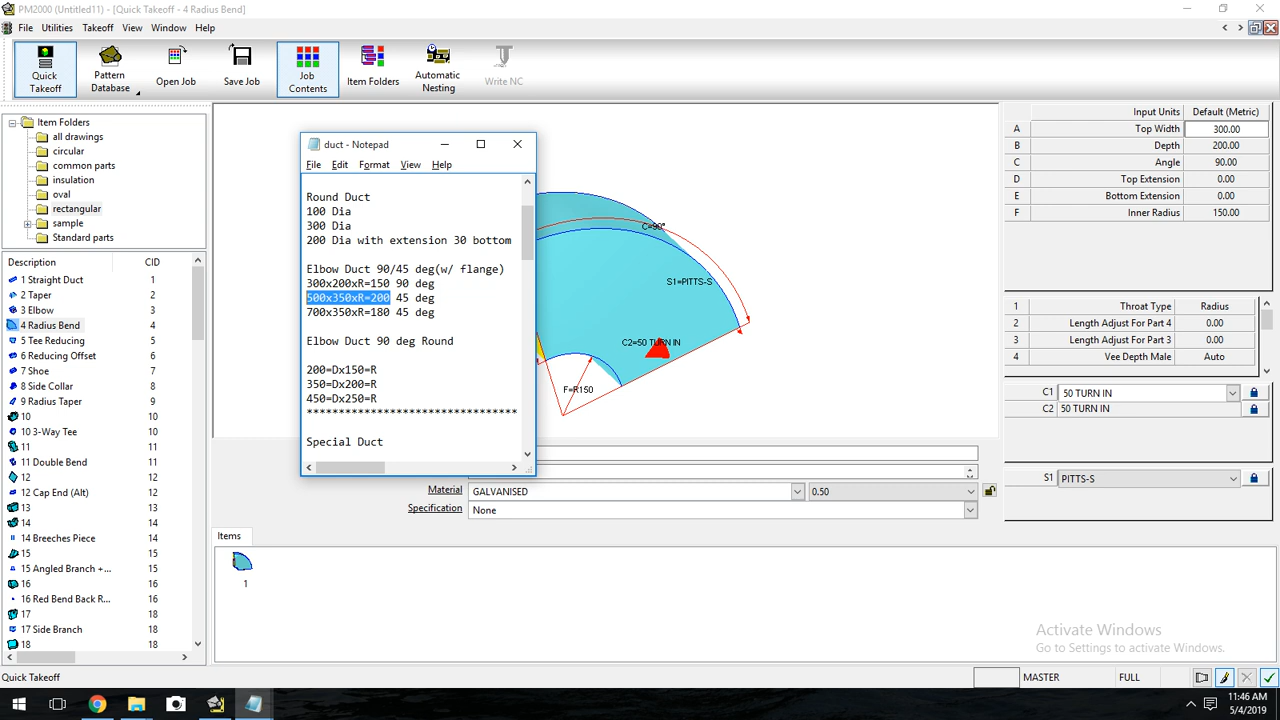 PM2000 (Untitled11) - [Quick Takeoff - 4 Radius Bend]
File Utilities Takeoff View Window Help
Quick Takeoff
Pattern Database
Open Job
Save Job
Job Contents
Item Folders
Automatic Nesting
Write NC
Item Folders
all drawings
circular
common parts
insulation
oval
rectangular
sample
Standard parts
Description CID
1 Straight Duct 1
2 Taper 2
3 Elbow 3
4 Radius Bend 4
5 Tee Reducing 5
6 Reducing Offset 6
7 Shoe 7
8 Side Collar 8
9 Radius Taper 9
10 10
10 3-Way Tee 10
11 11
11 Double Bend 11
12 12
12 Cap End (Alt) 12
13 13
14 14
14 Breeches Piece 14
15 15
15 Angled Branch +... 15
16 16
16 Red Bend Back R... 16
17 18
17 Side Branch 17
18 18
duct - Notepad
File Edit Format View Help
Round Duct
100 Dia
300 Dia
200 Dia with extension 30 bottom
Elbow Duct 90/45 deg(w/ flange)
300x200xR=150 90 deg
500x350xR=200 45 deg
700x350xR=180 45 deg
Elbow Duct 90 deg Round
200=Dx150=R
350=Dx200=R
450=Dx250=R
*********************************
Special Duct
C=90°
S1=PITTS-S
C2=50 TURN IN
F=R150
Material GALVANISED 0.50
Specification None
Input Units Default (Metric)
A Top Width 300.00
B Depth 200.00
C Angle 90.00
D Top Extension 0.00
E Bottom Extension 0.00
F Inner Radius 150.00
1 Throat Type Radius
2 Length Adjust For Part 4 0.00
3 Length Adjust For Part 3 0.00
4 Vee Depth Male Auto
C1 50 TURN IN
C2 50 TURN IN
S1 PITTS-S
Items
1
Activate Windows
Go to Settings to activate Windows.
Quick Takeoff MASTER FULL
11:46 AM
5/4/2019